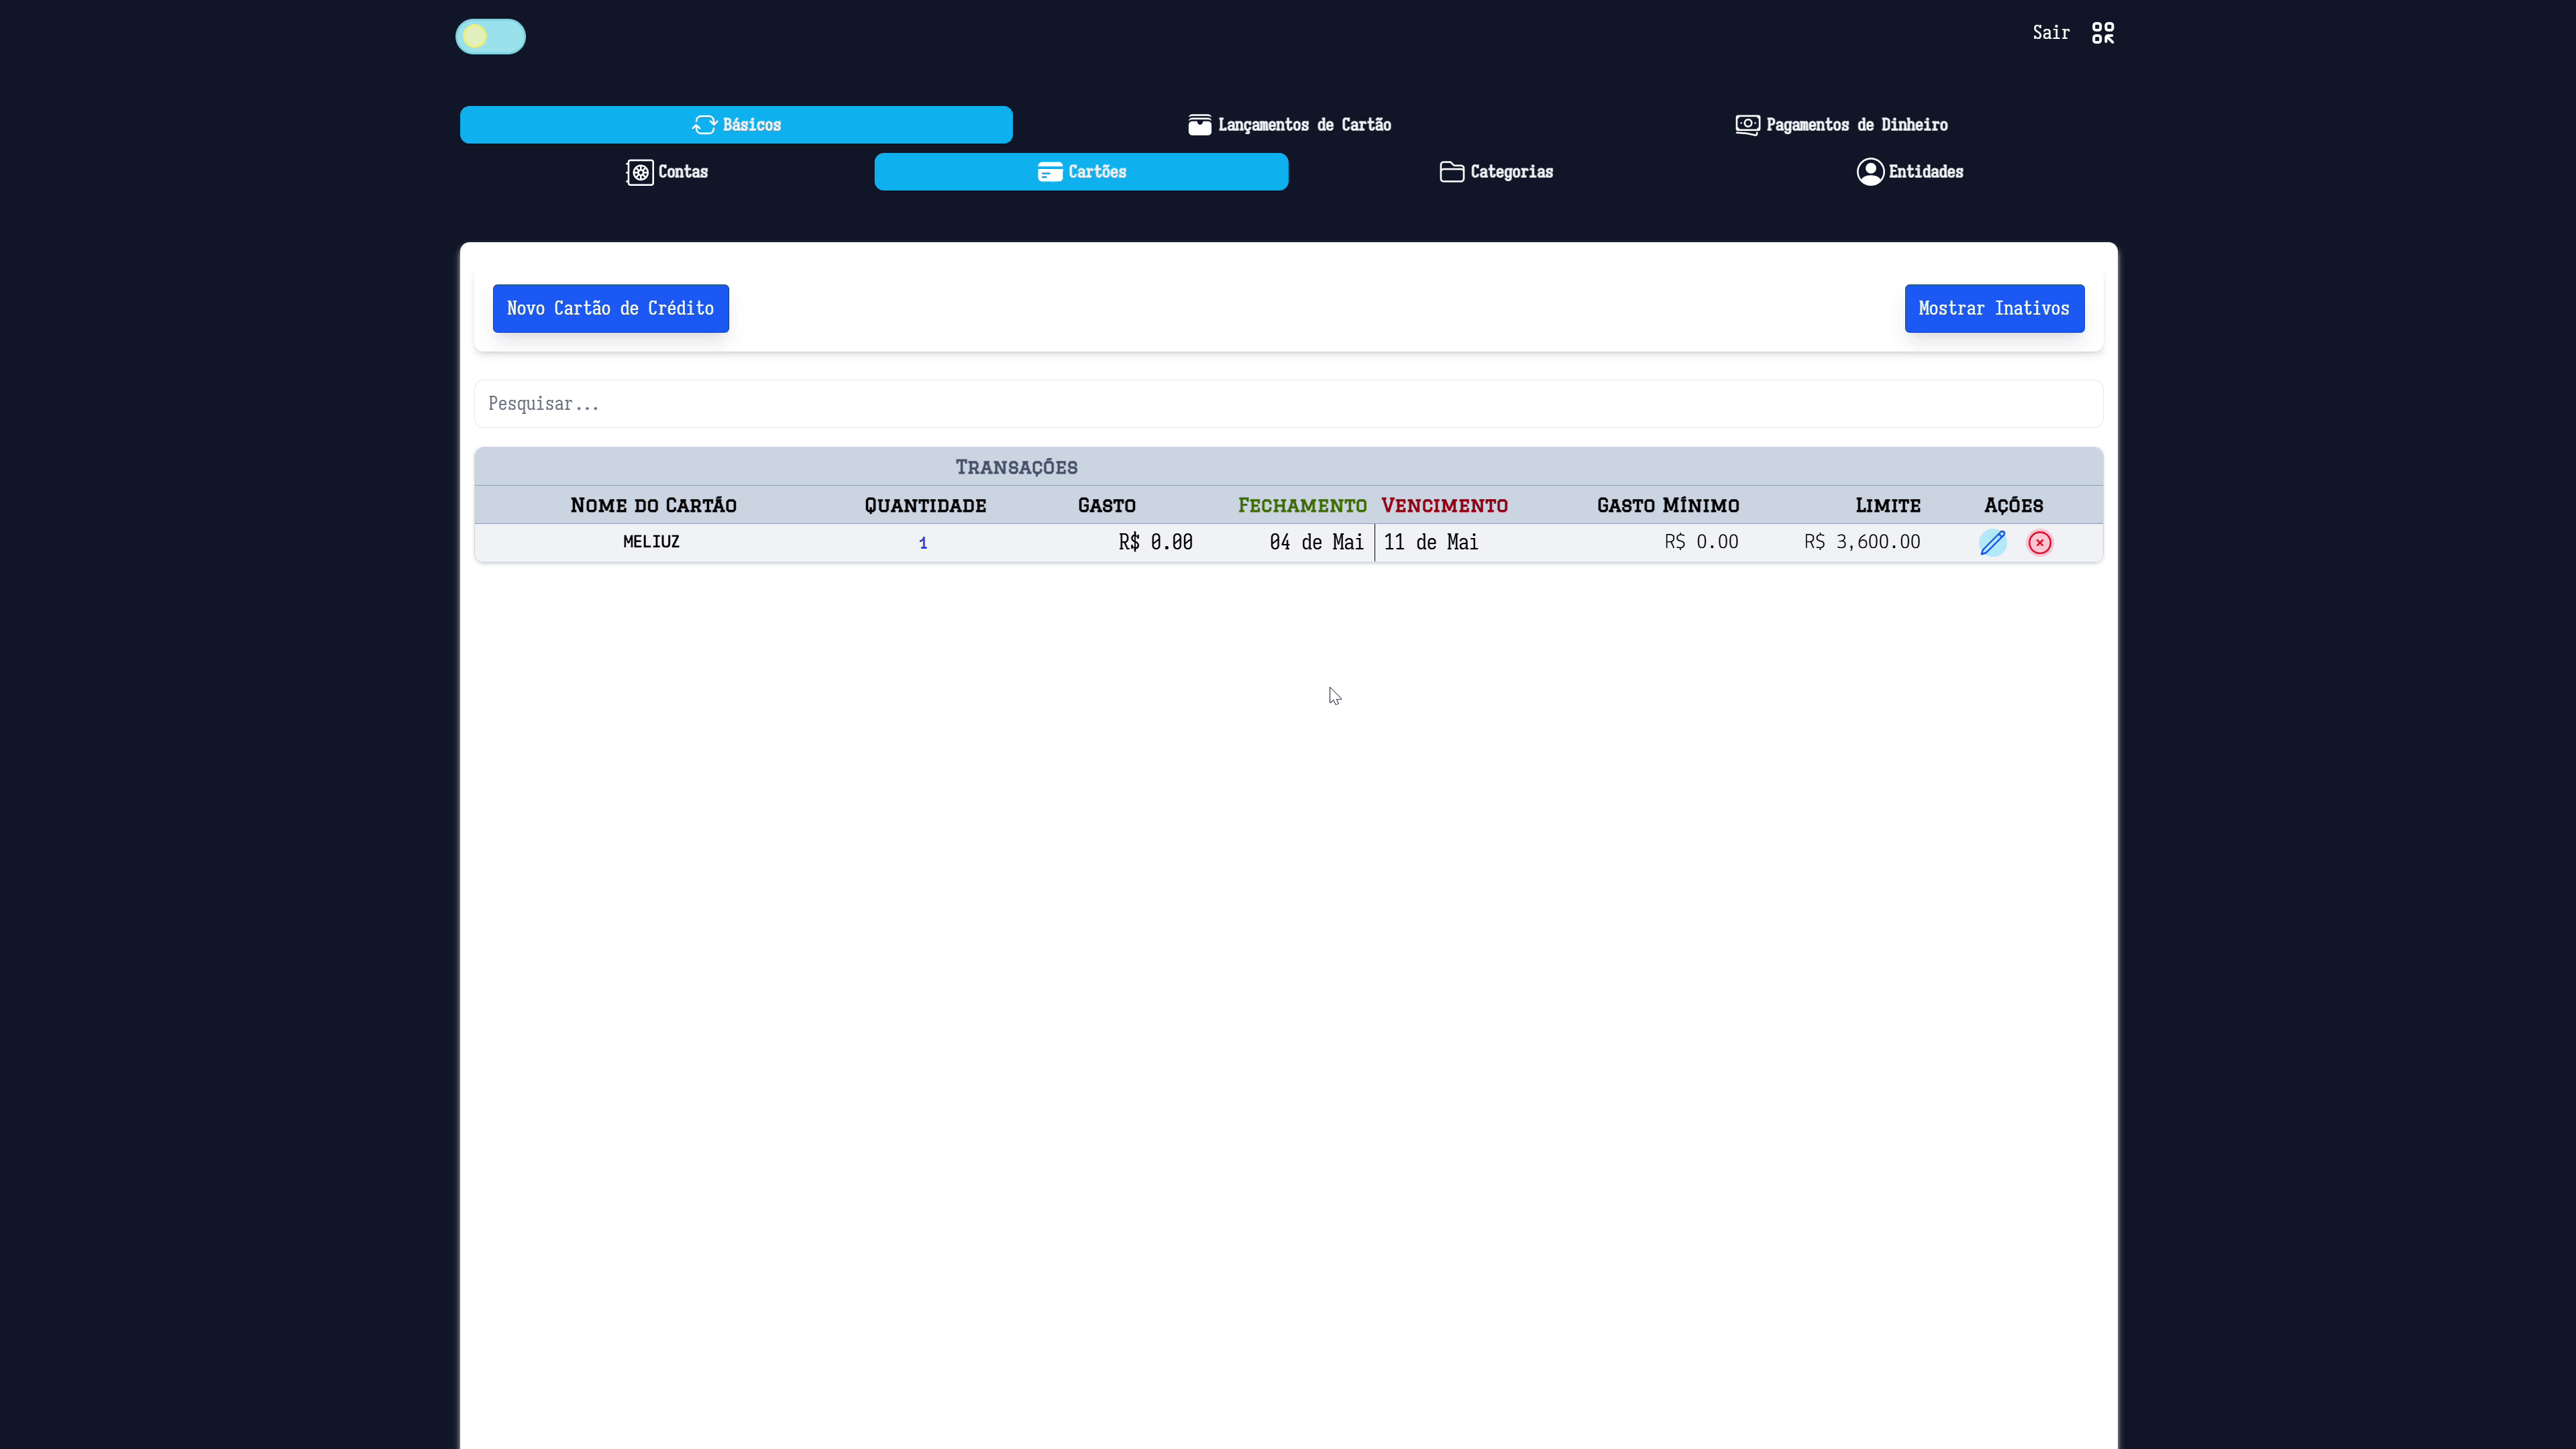 Sair
Básicos
Lançamentos de Cartão
Pagamentos de Dinheiro
Contas
Cartões
Categorias
Entidades
Novo Cartão de Crédito
Mostrar Inativos
Pesquisar...
Transações
Nome do Cartão Quantidade Gasto Fechamento Vencimento Gasto Mínimo Limite Ações
MELIUZ 1 R$ 0.00 04 de Mai 11 de Mai R$ 0.00 R$ 3,600.00